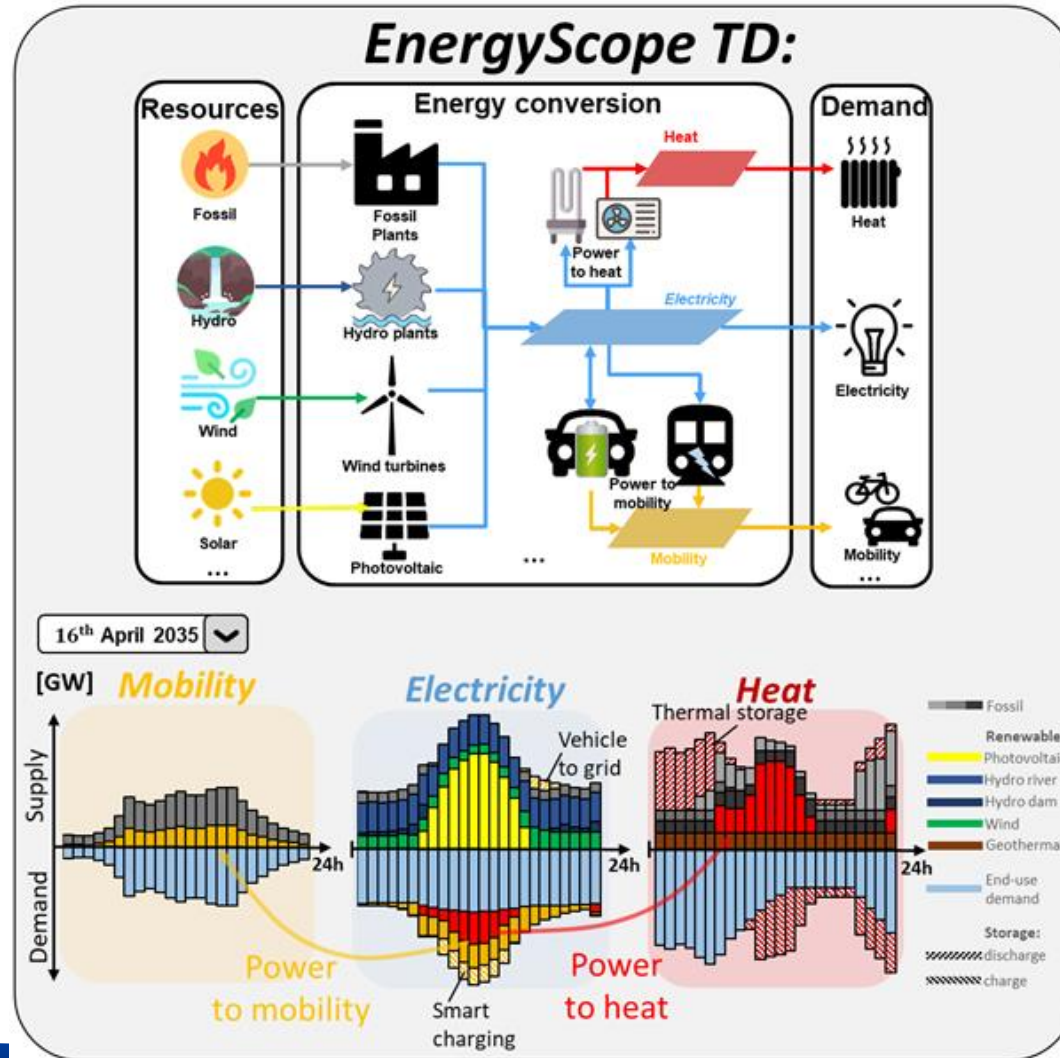 EnergyScope TD:
Resources
Energy conversion
Demand
Fossil
Fossil
Plants
Hydro
Hydro plants
Wind
Wind turbines
Solar
Photovoltaic
...
...
Heat
Power
to heat
Electricity
Power to
mobility
Mobility
Heat
Electricity
Mobility
...
16th April 2035
[GW]
Supply
Demand
Mobility
24h
Electricity
Vehicle
to grid
24h
Smart
charging
Heat
Thermal storage
24h
Power
to mobility
Power
to heat
Fossil
Renewable
Photovoltai
Hydro river
Hydro dam
Wind
Geotherma
End-use
demand
Storage:
discharge
charge